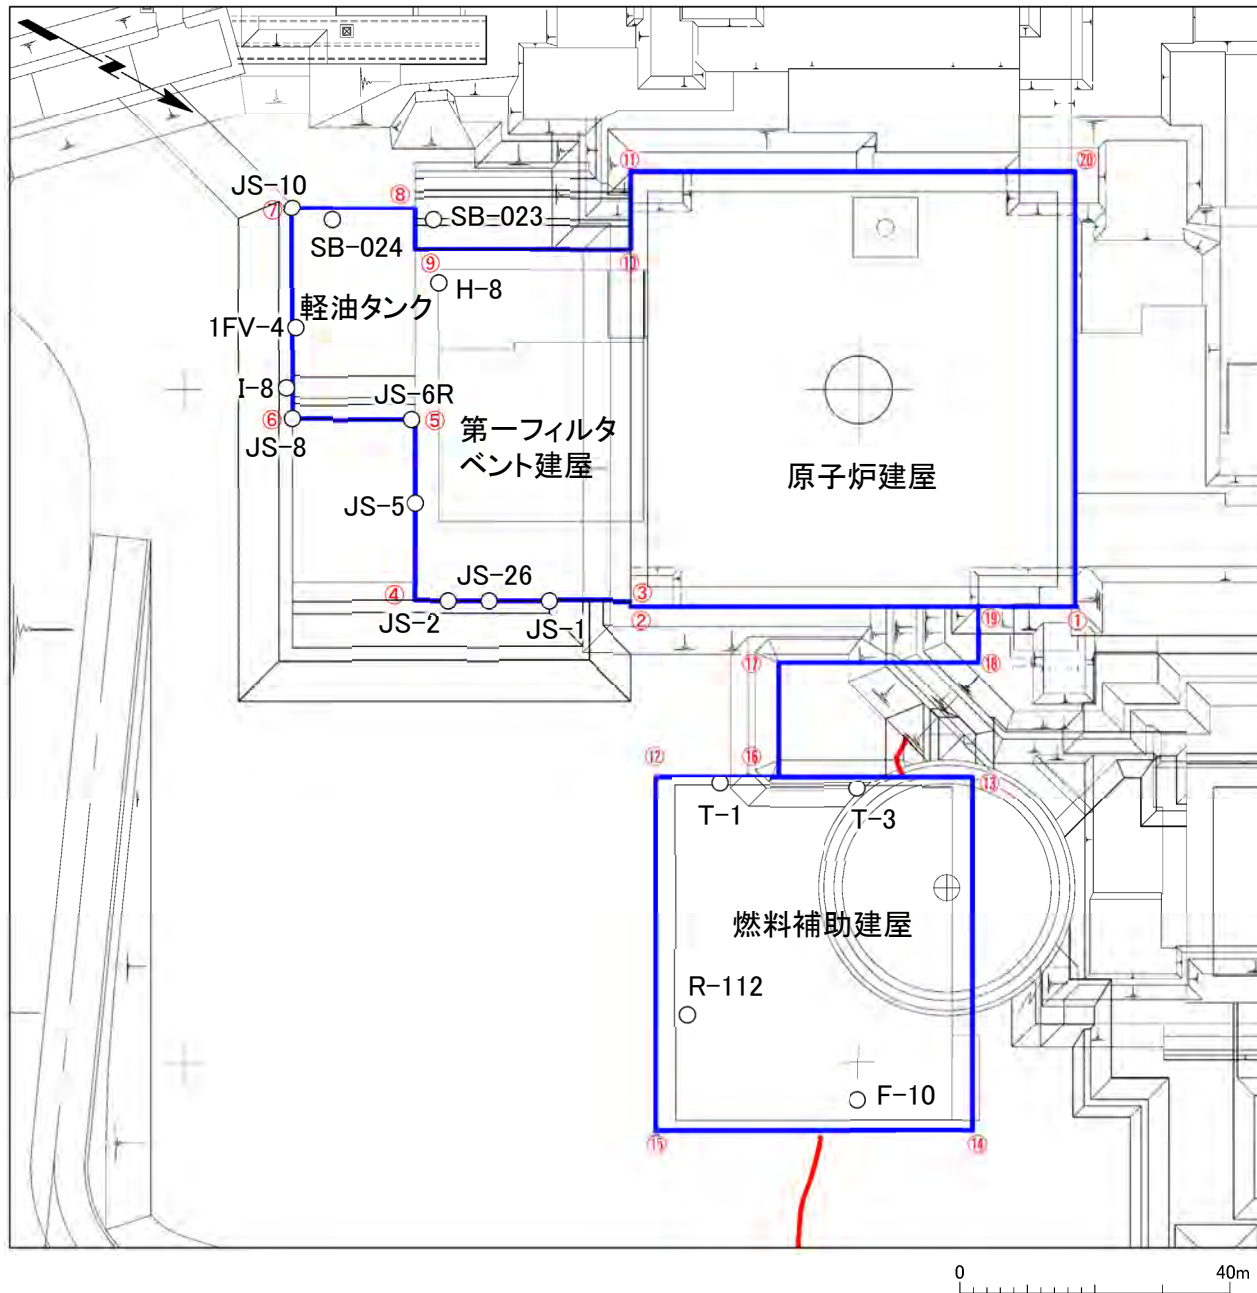 ⑪
⑳
JS-10
⑧
⑦
SB-023
SB-024
⑨
⑩
H-8
軽油タンク
1FV-4
I-8
JS-6R
⑥
⑤
JS-8
第一フィルタ
ベント建屋
原子炉建屋
JS-5
④
JS-26
③
JS-2
JS-1
②
⑲
①
⑰
⑱
⑫
⑯
⑬
T-1
T-3
燃料補助建屋
R-112
F-10
⑮
⑭
0
40m